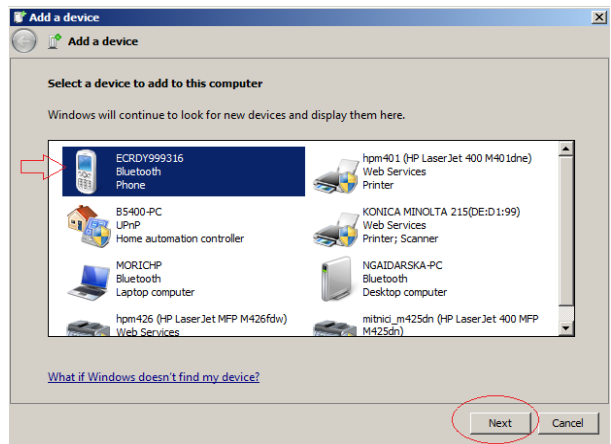 Add a device
Add a device
Select a device to add to this computer
Windows will continue to look for new devices and display them here.
ECRDY999316
Bluetooth
Phone
hpm401 (HP LaserJet 400 M401dne)
Web Services
Printer
B5400-PC
UPnP
Home automation controller
KONICA MINOLTA 215(DE:D1:99)
Web Services
Printer; Scanner
MORICHP
Bluetooth
Laptop computer
NGAIDARSKA-PC
Bluetooth
Desktop computer
hpm426 (HP LaserJet MFP M426fdw)
Web Services
mitnici_m425dn (HP LaserJet 400 MFP
M425dn)
What if Windows doesn't find my device?
Next
Cancel